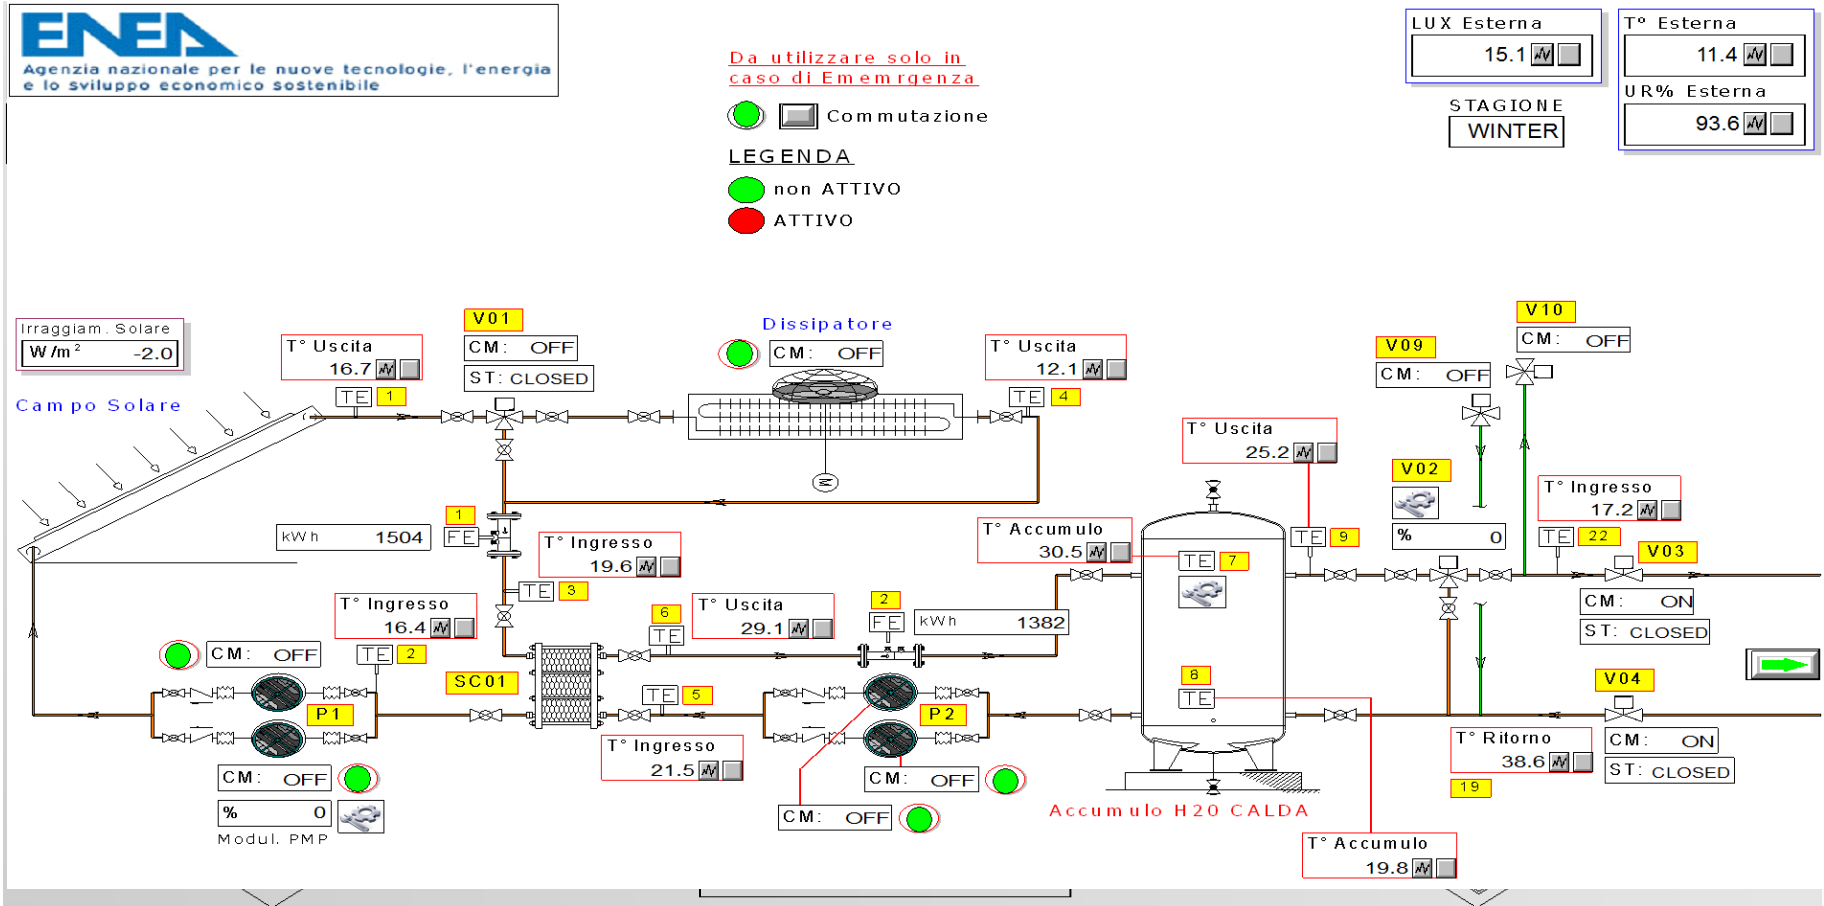 ENEA
Agenzia nazionale per le nuove tecnologie, l'energia
e lo sviluppo economico sostenibile
Da utilizzare solo in
caso di Ememrgenza
Commutazione
LEGENDA
non ATTIVO
ATTIVO
LUX Esterna
15.1
STAGIONE
WINTER
T° Esterna
11.4
UR% Esterna
93.6
Irraggiam. Solare
W/m² -2.0
Campo Solare
T° Uscita
16.7
TE 1
V01
CM: OFF
ST: CLOSED
Dissipatore
CM: OFF
M
T° Uscita
12.1
TE 4
T° Uscita
25.2
TE 9
V09
CM: OFF
V10
CM: OFF
V02
% 0
T° Ingresso
17.2
TE 22
V03
CM: ON
ST: CLOSED
kWh 1504
1
FE
T° Ingresso
19.6
TE 3
T° Accumulo
30.5
TE 7
T° Ingresso
16.4
TE 2
6
TE
T° Uscita
29.1
2
FE
kWh 1382
CM: OFF
P1
CM: OFF
% 0
Modul. PMP
SC01
TE 5
T° Ingresso
21.5
P2
CM: OFF
CM: OFF
8
TE
Accumulo H20 CALDA
T° Accumulo
19.8
V04
CM: ON
ST: CLOSED
T° Ritorno
38.6
19